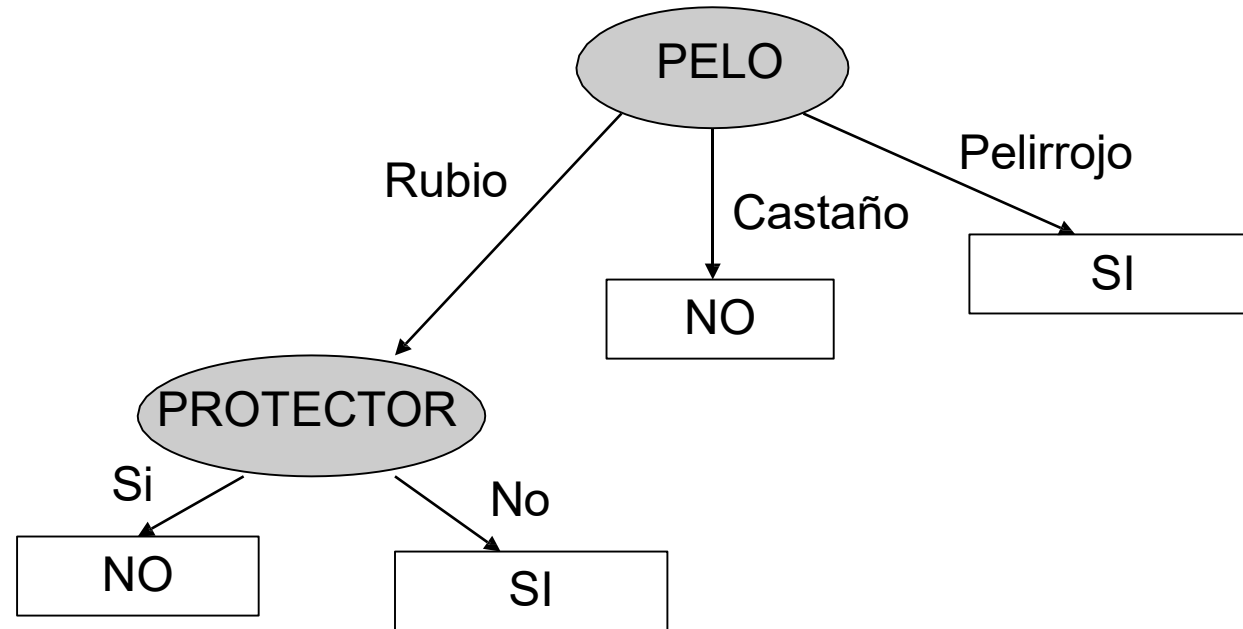 PELO
Rubio
Castaño
Pelirrojo
NO
SI
PROTECTOR
Si
No
NO
SI